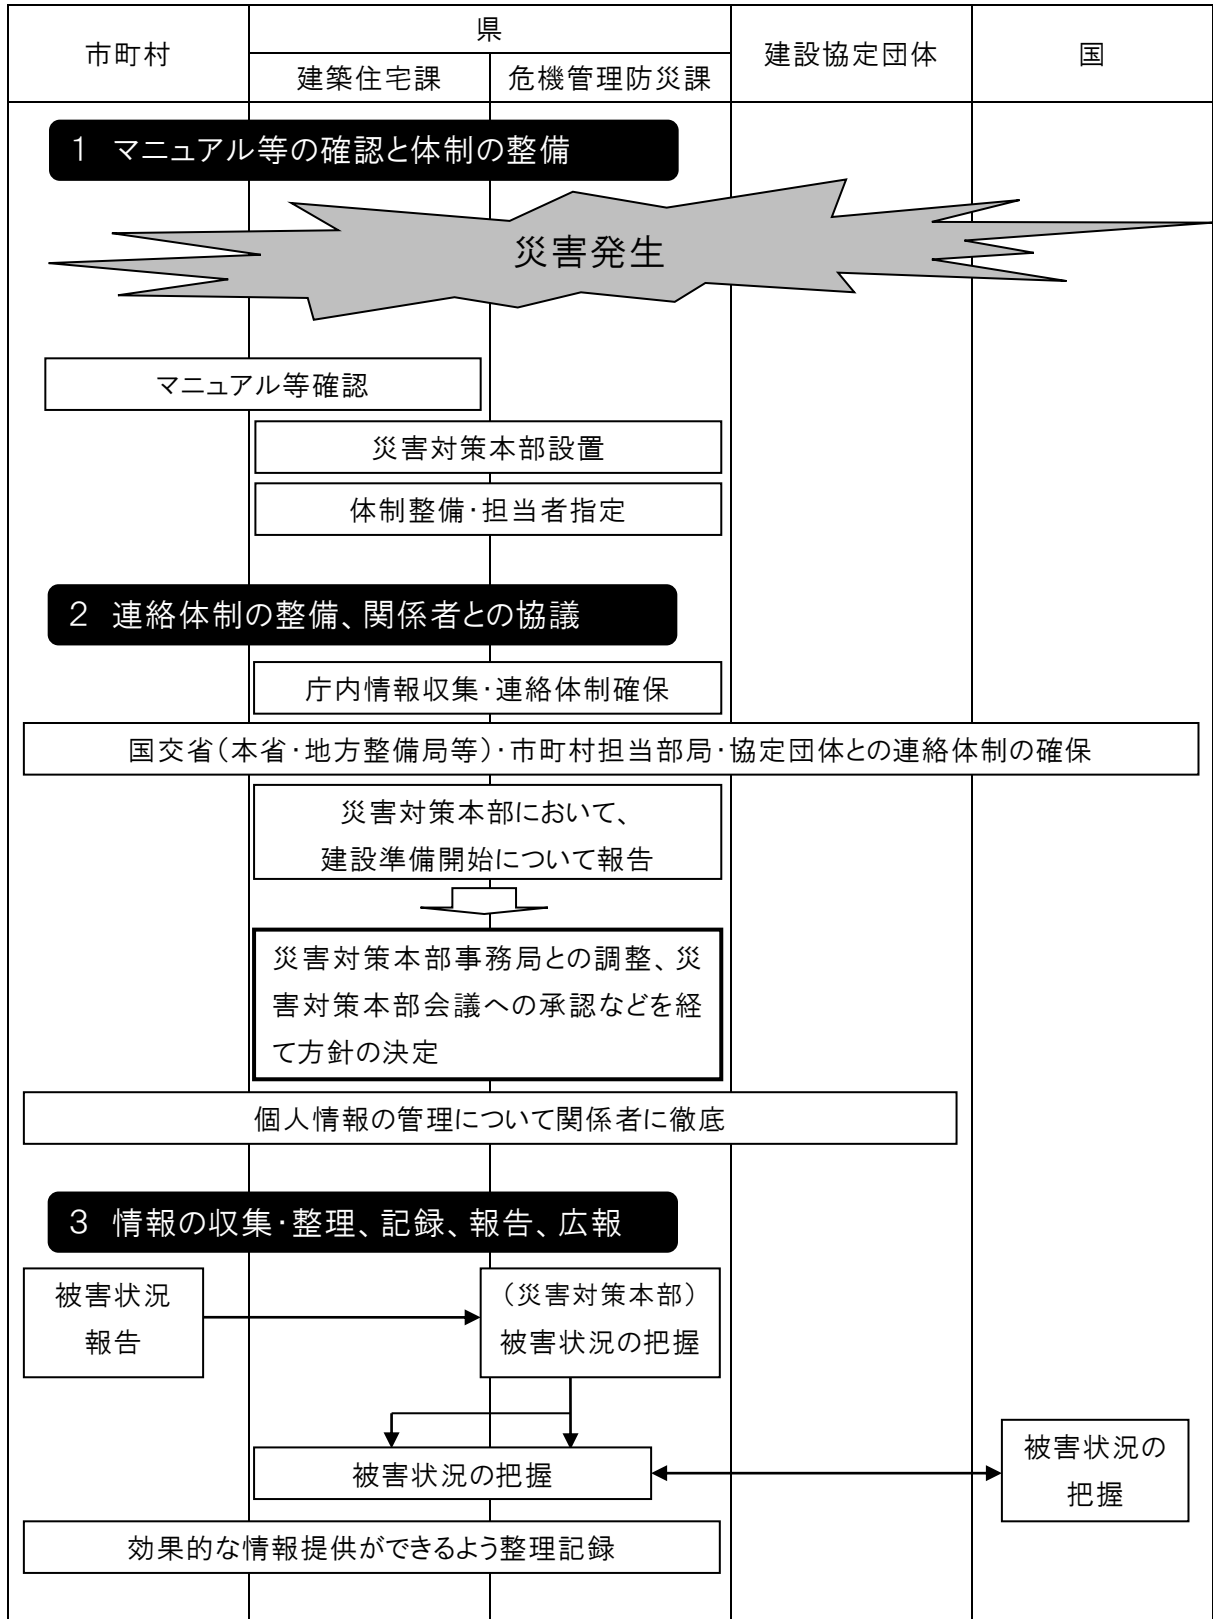 市町村
県
建設協定団体
国
建築住宅課
危機管理防災課
1 マニュアル等の確認と体制の整備
災害発生
マニュアル等確認
災害対策本部設置
体制整備・担当者指定
2 連絡体制の整備、関係者との協議
庁内情報収集・連絡体制確保
国交省(本省・地方整備局等)・市町村担当部局・協定団体との連絡体制の確保
災害対策本部において、
建設準備開始について報告
災害対策本部事務局との調整、災
害対策本部会議への承認などを経
て方針の決定
個人情報の管理について関係者に徹底
3 情報の収集・整理、記録、報告、広報
被害状況
報告
(災害対策本部)
被害状況の把握
被害状況の把握
被害状況の
把握
効果的な情報提供ができるよう整理記録